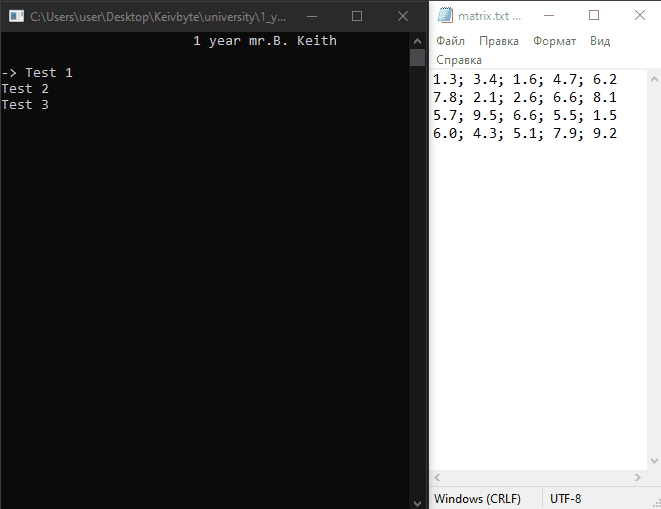 C:\Users\user\Desktop\Keivbyte\university\1_y...
1 year mr.B. Keith
-> Test 1
Test 2
Test 3
matrix.txt ...
Файл Правка Формат Вид
Справка
1.3; 3.4; 1.6; 4.7; 6.2
7.8; 2.1; 2.6; 6.6; 8.1
5.7; 9.5; 6.6; 5.5; 1.5
6.0; 4.3; 5.1; 7.9; 9.2
Windows (CRLF) UTF-8